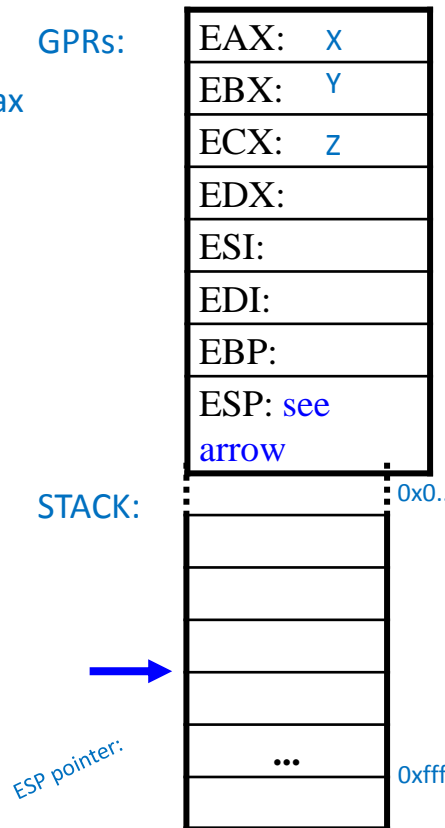 GPRs:
ax
EAX: X
EBX: Y
ECX: Z
EDX:
ESI:
EDI:
EBP:
ESP: see
arrow
STACK:
0x0..
ESP pointer:
...
0xfff